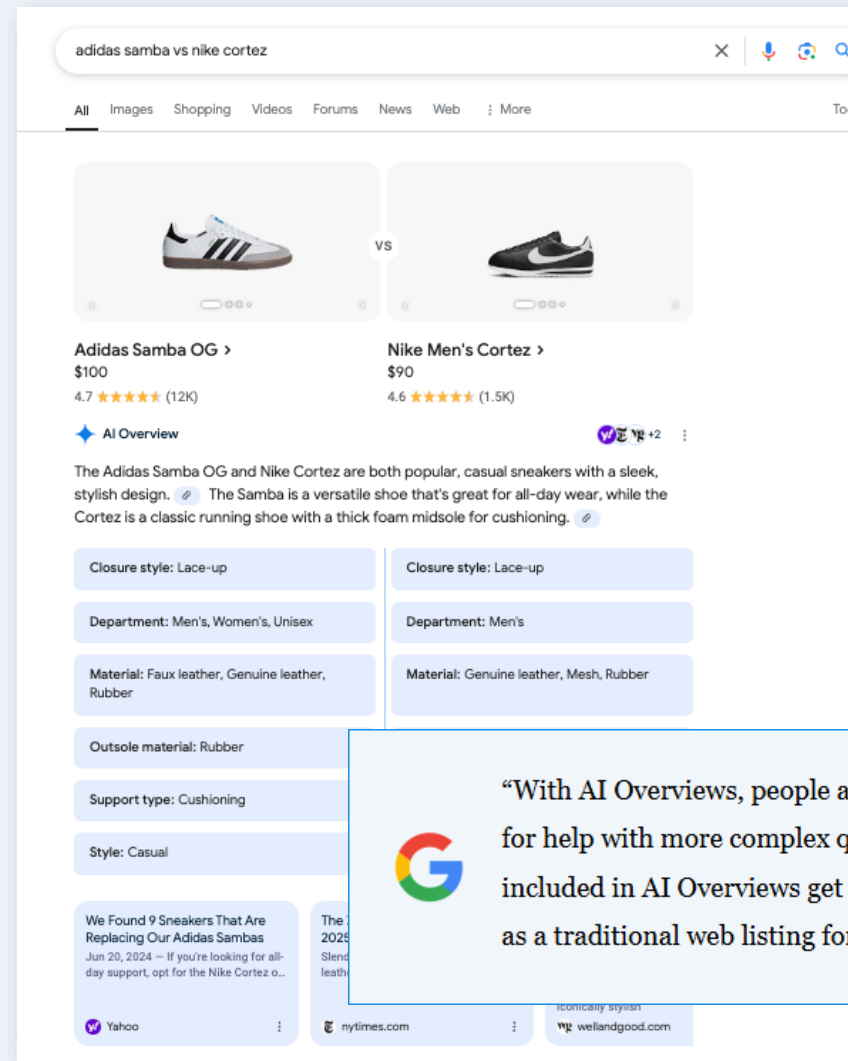 adidas samba vs nike cortez
All Images Shopping Videos Forums News Web More
VS
Adidas Samba OG
$100
4.7 (12K)
Nike Men's Cortez
$90
4.6 (1.5K)
AI Overview
+2
The Adidas Samba OG and Nike Cortez are both popular, casual sneakers with a sleek,
stylish design. The Samba is a versatile shoe that's great for all-day wear, while the
Cortez is a classic running shoe with a thick foam midsole for cushioning.
Closure style: Lace-up
Closure style: Lace-up
Department: Men's, Women's, Unisex
Department: Men's
Material: Faux leather, Genuine leather,
Rubber
Material: Genuine leather, Mesh, Rubber
Outsole material: Rubber
Support type: Cushioning
Style: Casual
“With AI Overviews, people a
for help with more complex q
included in AI Overviews get
as a traditional web listing for
We Found 9 Sneakers That Are
Replacing Our Adidas Sambas
Jun 20, 2024 — If you're looking for all-
day support, opt for the Nike Cortez o...
Yahoo
The
2025
Slend
leath
nytimes.com
iconically stylish
wellandgood.com